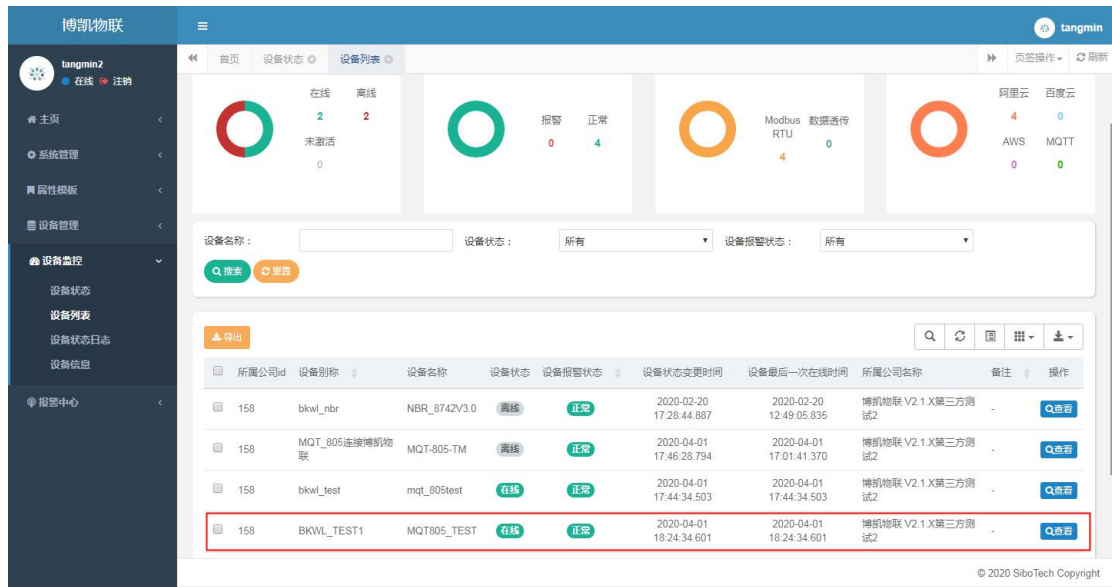 博凯物联
tangmin
tangmin2
在线 注销
首页 设备状态 设备列表 页签操作 刷新
主页
系统管理
属性模板
设备管理
设备监控
设备状态
设备列表
设备状态日志
设备信息
报警中心
在线 离线
2 2
未激活
0
报警 正常
0 4
Modbus RTU 数据透传
4 0
阿里云 百度云
4 0
AWS MQTT
0 0
设备名称： 设备状态： 所有 设备报警状态： 所有
搜索 重置
导出
所属公司id 设备别称 设备名称 设备状态 设备报警状态 设备状态变更时间 设备最后一次在线时间 所属公司名称 备注 操作
158 bkwl_nbr NBR_8742V3.0 离线 正常 2020-02-20 17:28:44.887 2020-02-20 12:49:05.835 博凯物联 V2.1.X第三方测试2 - 查看
158 MQT_805连接博凯物联 MQT-805-TM 离线 正常 2020-04-01 17:46:28.794 2020-04-01 17:01:41.370 博凯物联 V2.1.X第三方测试2 - 查看
158 bkwl_test mqt_805test 在线 正常 2020-04-01 17:44:34.503 2020-04-01 17:44:34.503 博凯物联 V2.1.X第三方测试2 - 查看
158 BKWL_TEST1 MQT805_TEST 在线 正常 2020-04-01 18:24:34.601 2020-04-01 18:24:34.601 博凯物联 V2.1.X第三方测试2 - 查看
© 2020 SiboTech Copyright